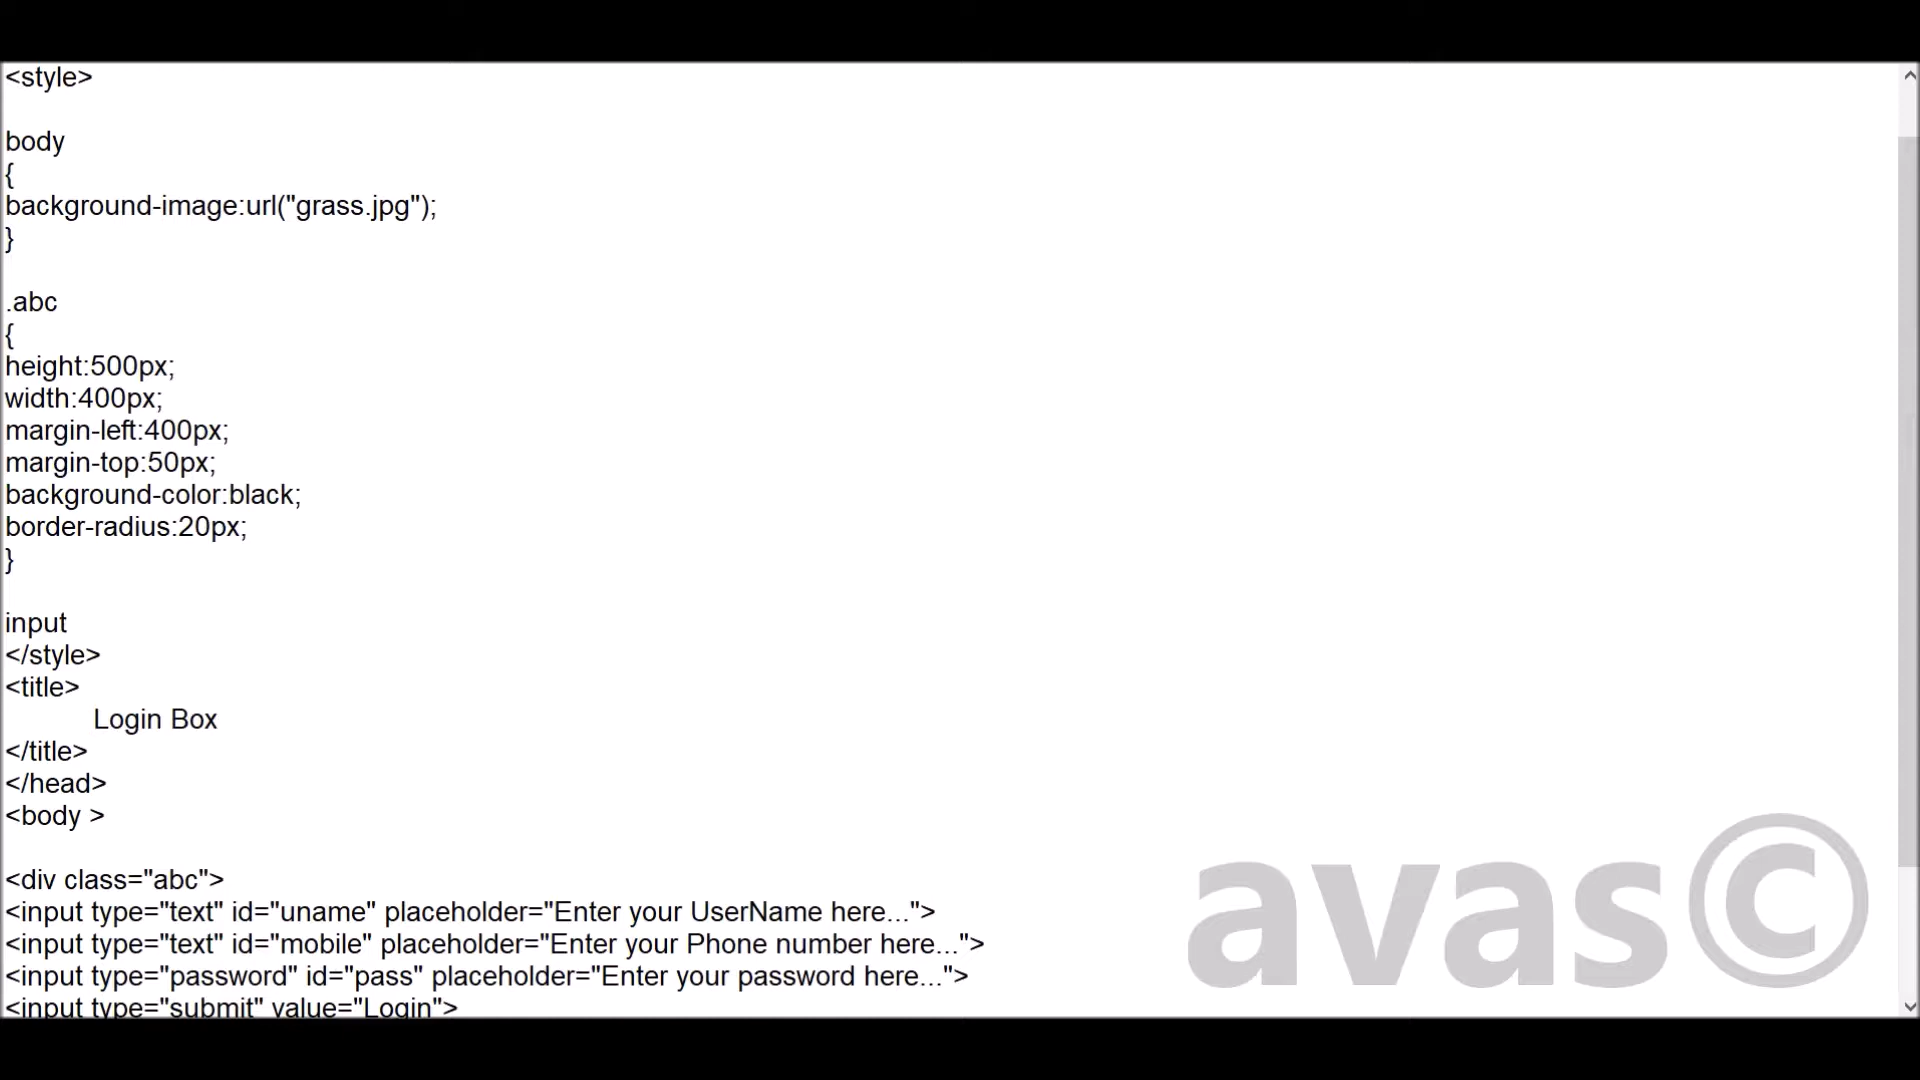 <style>
body
{
background-image:url("grass.jpg");
}
.abc
{
height:500px;
width:400px;
margin-left:400px;
margin-top:50px;
background-color:black;
border-radius:20px;
}
input
</style>
<title>
Login Box
</title>
</head>
<body >
<div class="abc">
<input type="text" id="uname" placeholder="Enter your UserName here...">
<input type="text" id="mobile" placeholder="Enter your Phone number here...">
<input type="password" id="pass" placeholder="Enter your password here...">
<input type="submit" value="Login">
avas©